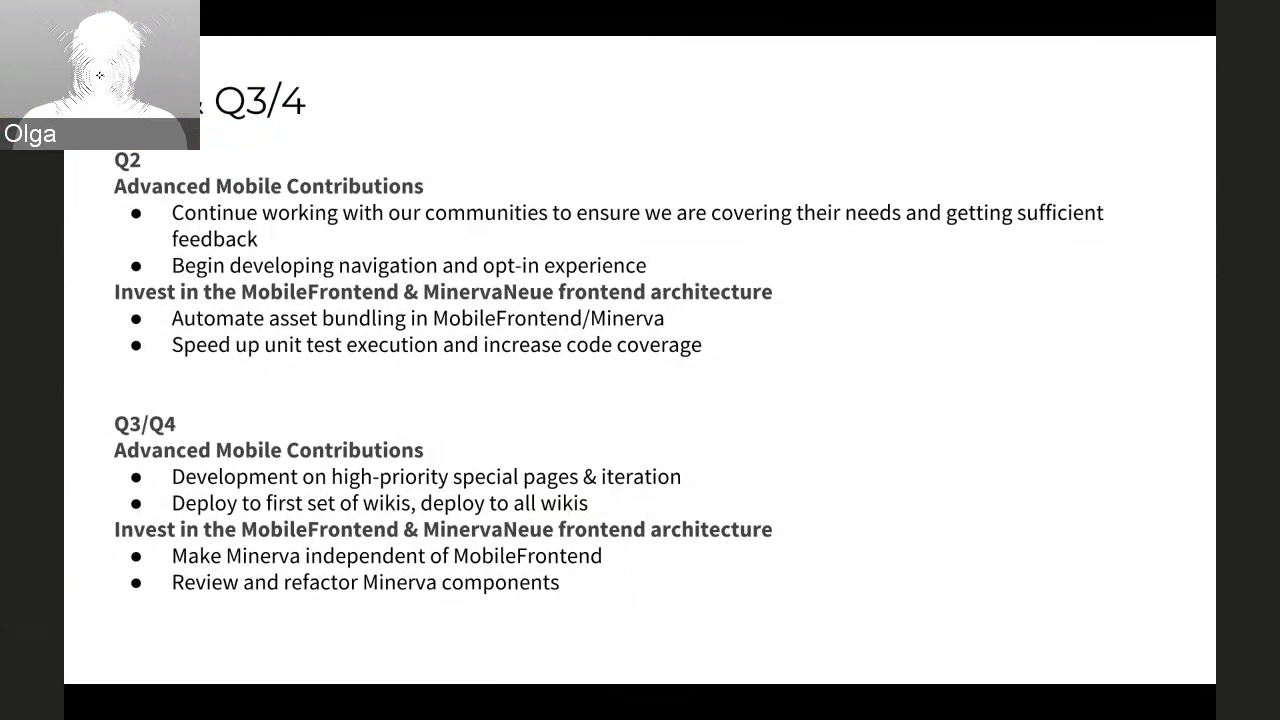 & Q3/4
Olga
Q2
Advanced Mobile Contributions
● Continue working with our communities to ensure we are covering their needs and getting sufficient
feedback
● Begin developing navigation and opt-in experience
Invest in the MobileFrontend & MinervaNeue frontend architecture
● Automate asset bundling in MobileFrontend/Minerva
● Speed up unit test execution and increase code coverage
Q3/Q4
Advanced Mobile Contributions
● Development on high-priority special pages & iteration
● Deploy to first set of wikis, deploy to all wikis
Invest in the MobileFrontend & MinervaNeue frontend architecture
● Make Minerva independent of MobileFrontend
● Review and refactor Minerva components